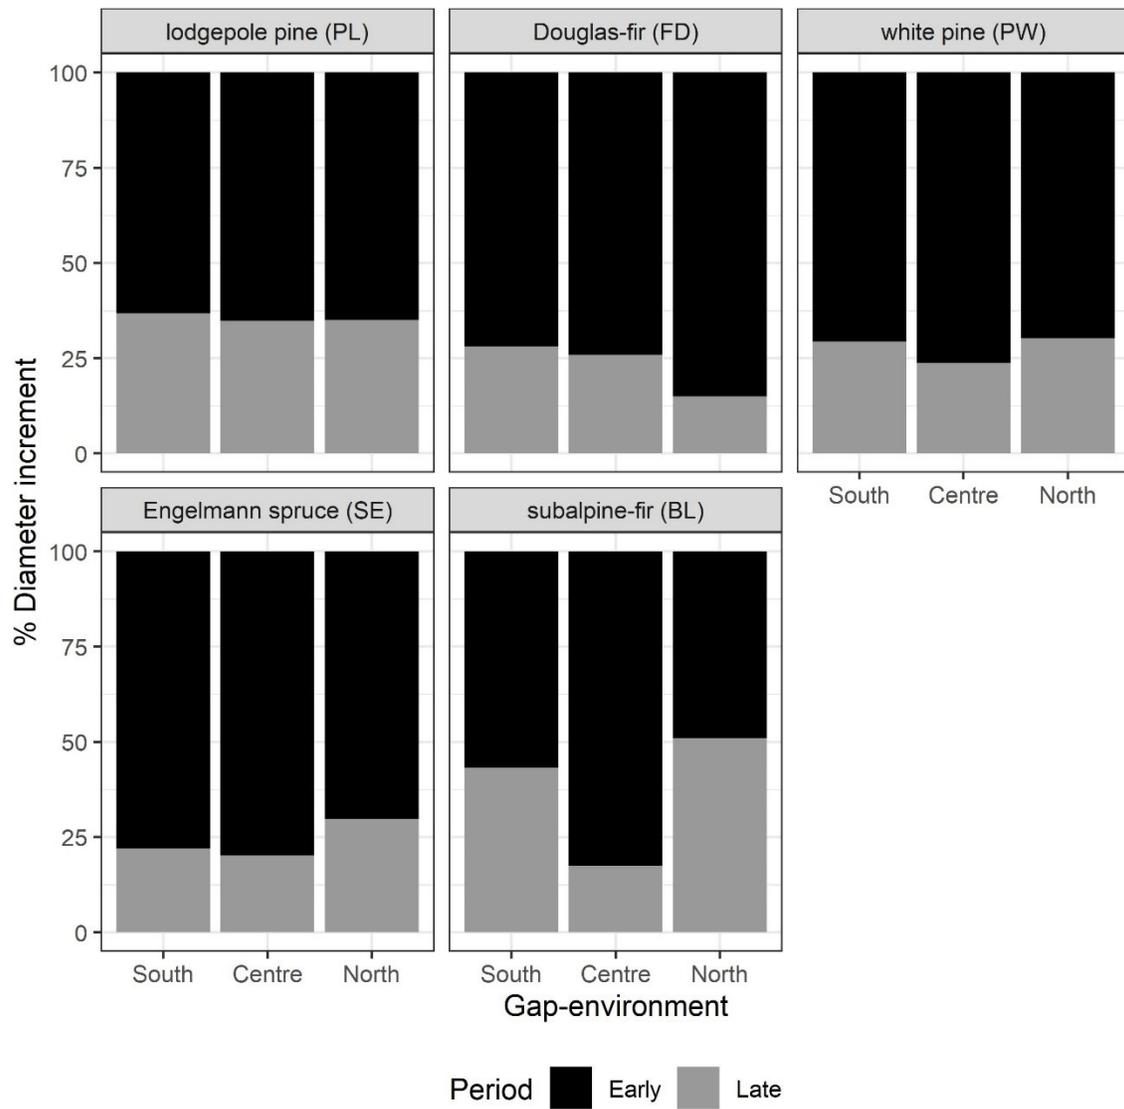 lodgepole pine (PL)
Douglas-fir (FD)
white pine (PW)
100
75
50
25
0
South Centre North
% Diameter increment
Engelmann spruce (SE)
subalpine-fir (BL)
100
75
50
25
0
South Centre North
South Centre North
Gap-environment
Period Early Late